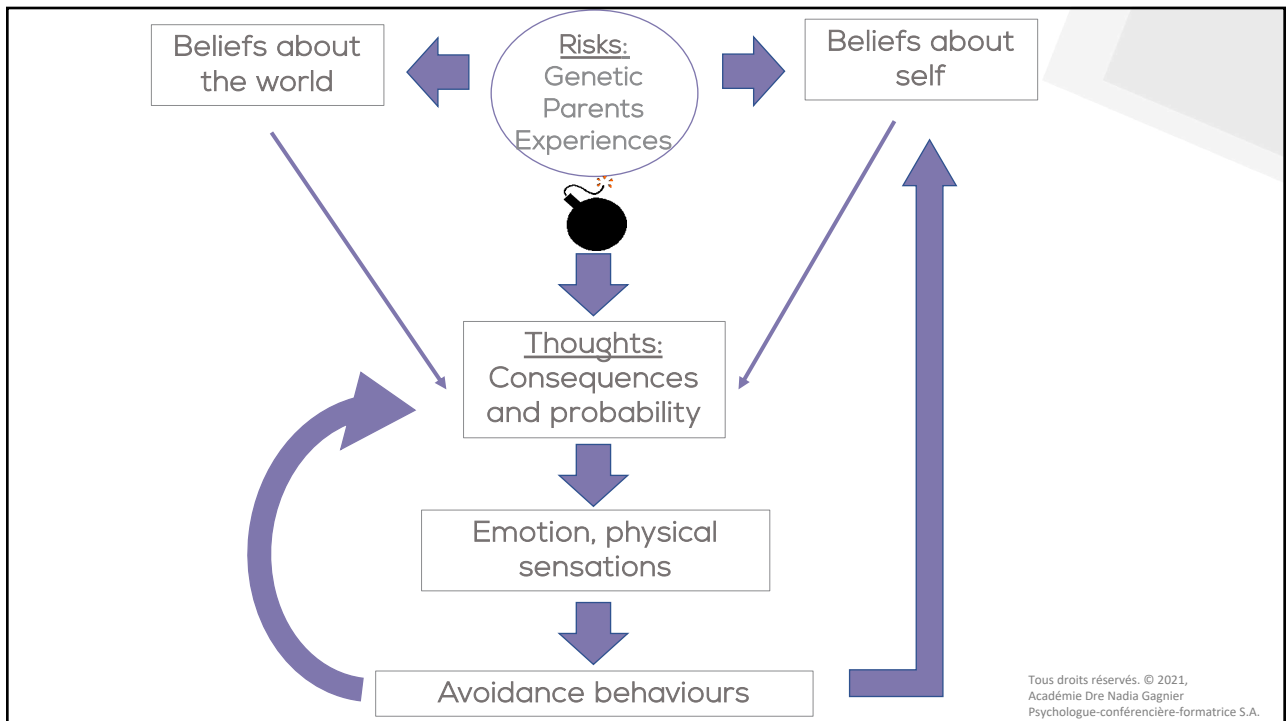 Beliefs about
the world
Risks:
Genetic
Parents
Experiences
Beliefs about
self
Thoughts:
Consequences
and probability
Emotion, physical
sensations
Avoidance behaviours
Tous droits réservés. © 2021,
Académie Dre Nadia Gagnier
Psychologue-conférencière-formatrice S.A.